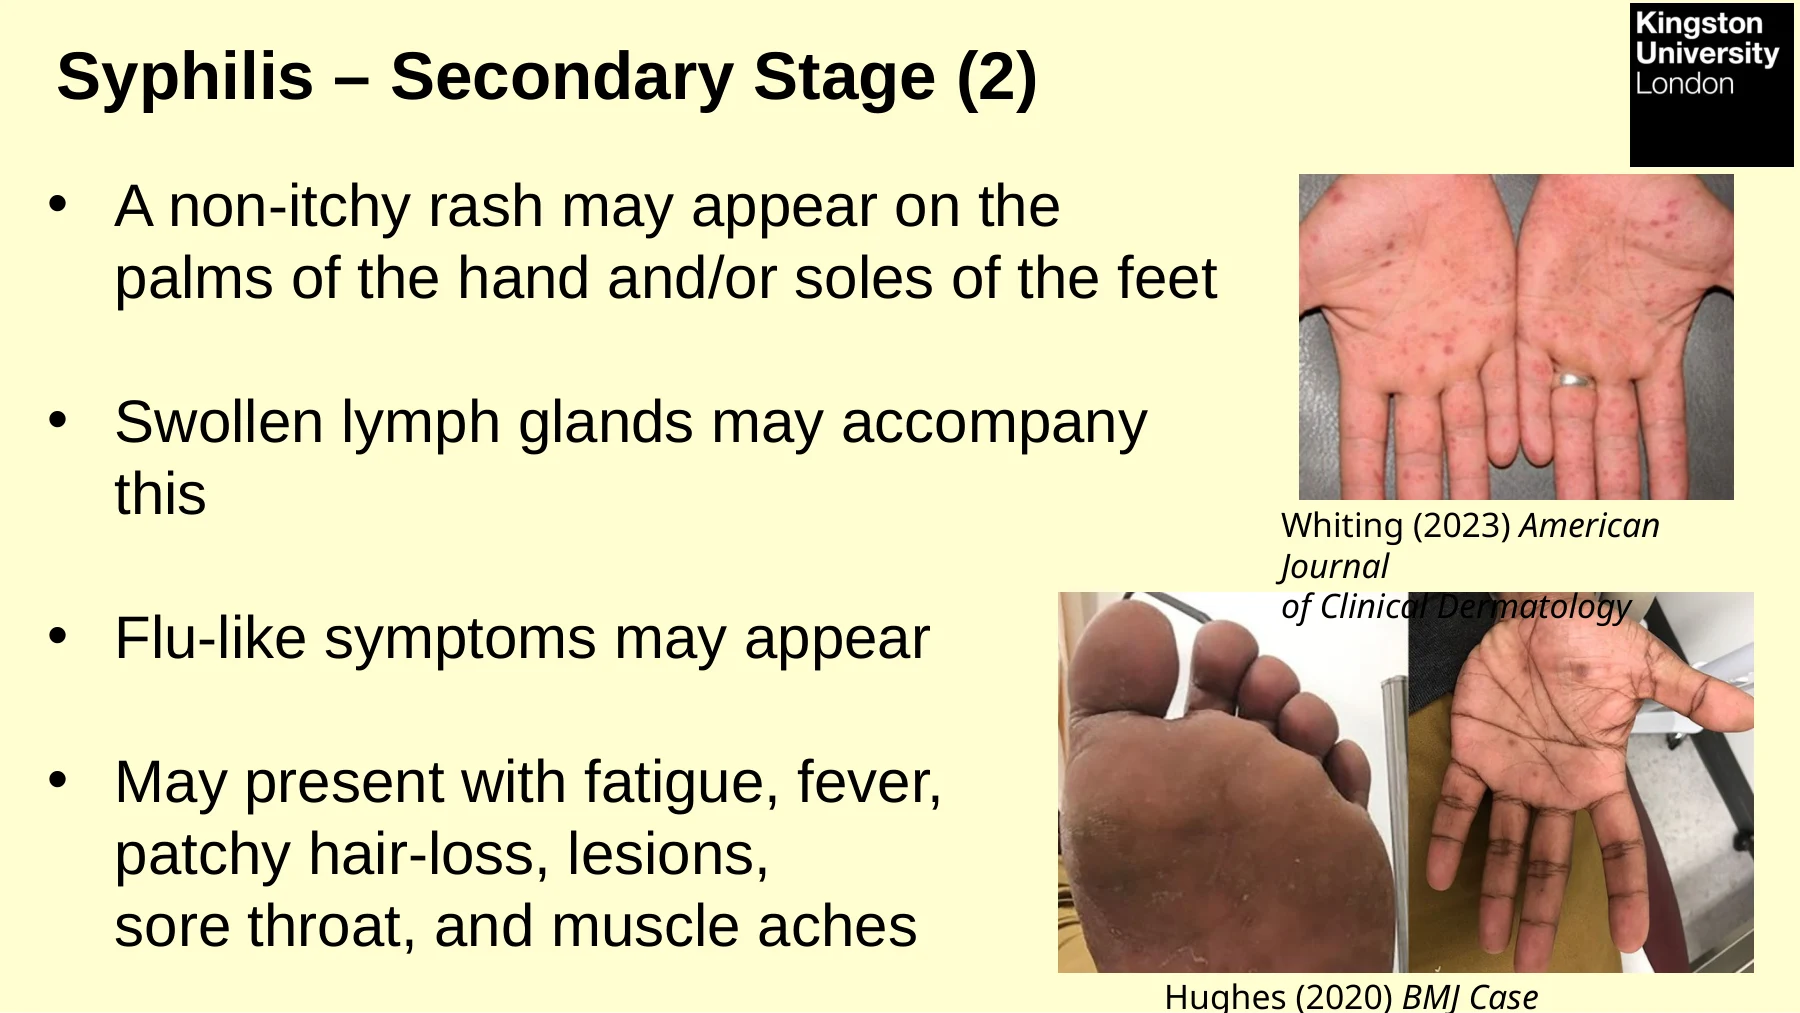 Syphilis – Secondary Stage (2)
Kingston
University
London
• A non-itchy rash may appear on the
palms of the hand and/or soles of the feet
• Swollen lymph glands may accompany
this
• Flu-like symptoms may appear
• May present with fatigue, fever,
patchy hair-loss, lesions,
sore throat, and muscle aches
Whiting (2023) American
Journal
of Clinical Dermatology
Hughes (2020) BMJ Case